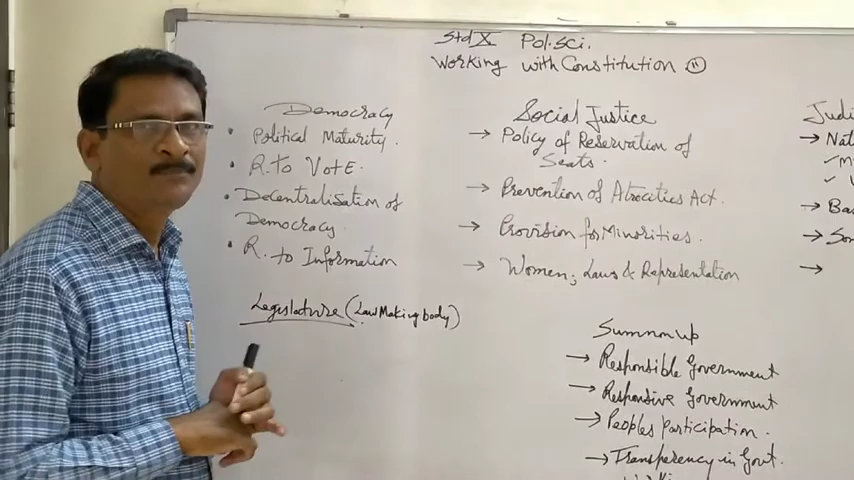 Std X Pol.Sci.
Working with Constitution (11)
Democracy
• Political Maturity.
• R.to VotE.
• Decentralisation of
Democracy.
• R. to Information
Legislature (Law Making body)
Social Justice
→ Policy of Reservation of
Seats.
→ Prevention of Atrocities Act.
→ Provision for Minorities.
→ Women; Laws & Representation
Summonup
→ Responsible Government
→ Responsive Government
→ Peoples participation.
→ Transparency in Govt.
Judi
→ Nat
✓ M
✓
→ Ba
→ So
→